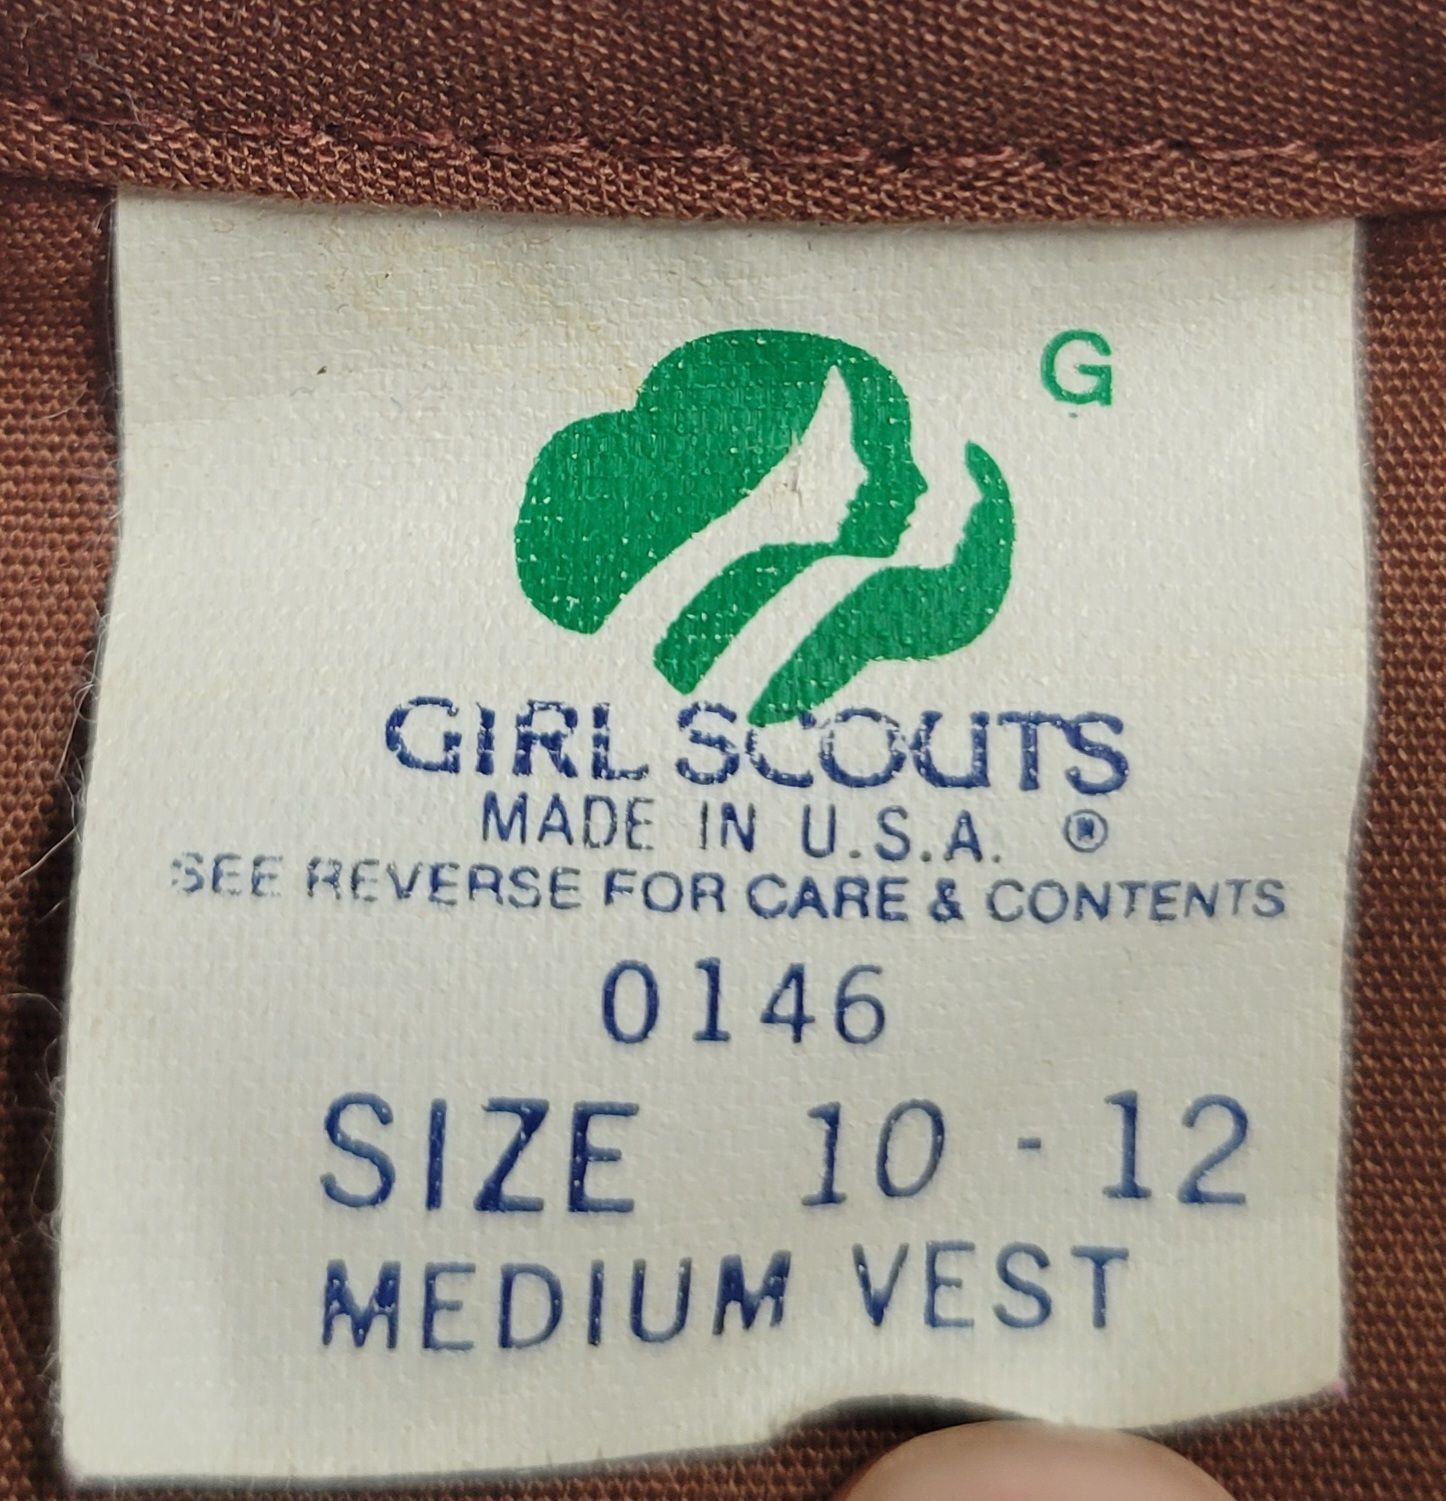 G
GIRL SCOUTS
MADE IN U.S.A. ®
SEE REVERSE FOR CARE & CONTENTS
0146
SIZE 10 - 12
MEDIUM VEST